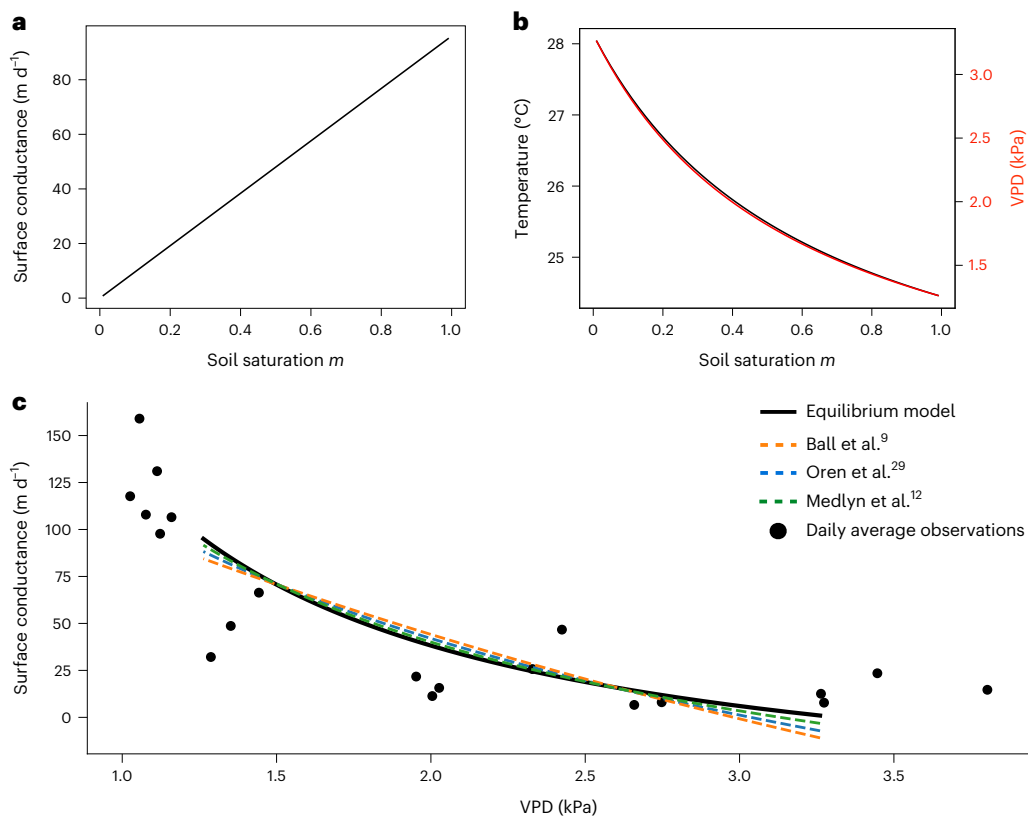 a
Surface conductance (m d⁻¹)
80
60
40
20
0
0 0.2 0.4 0.6 0.8 1.0
Soil saturation m
b
Temperature (°C)
28
27
26
25
3.0
2.5
2.0
1.5
VPD (kPa)
0 0.2 0.4 0.6 0.8 1.0
Soil saturation m
c
Surface conductance (m d⁻¹)
150
125
100
75
50
25
0
1.0 1.5 2.0 2.5 3.0 3.5
VPD (kPa)
Equilibrium model
Ball et al.⁹
Oren et al.²⁹
Medlyn et al.¹²
Daily average observations